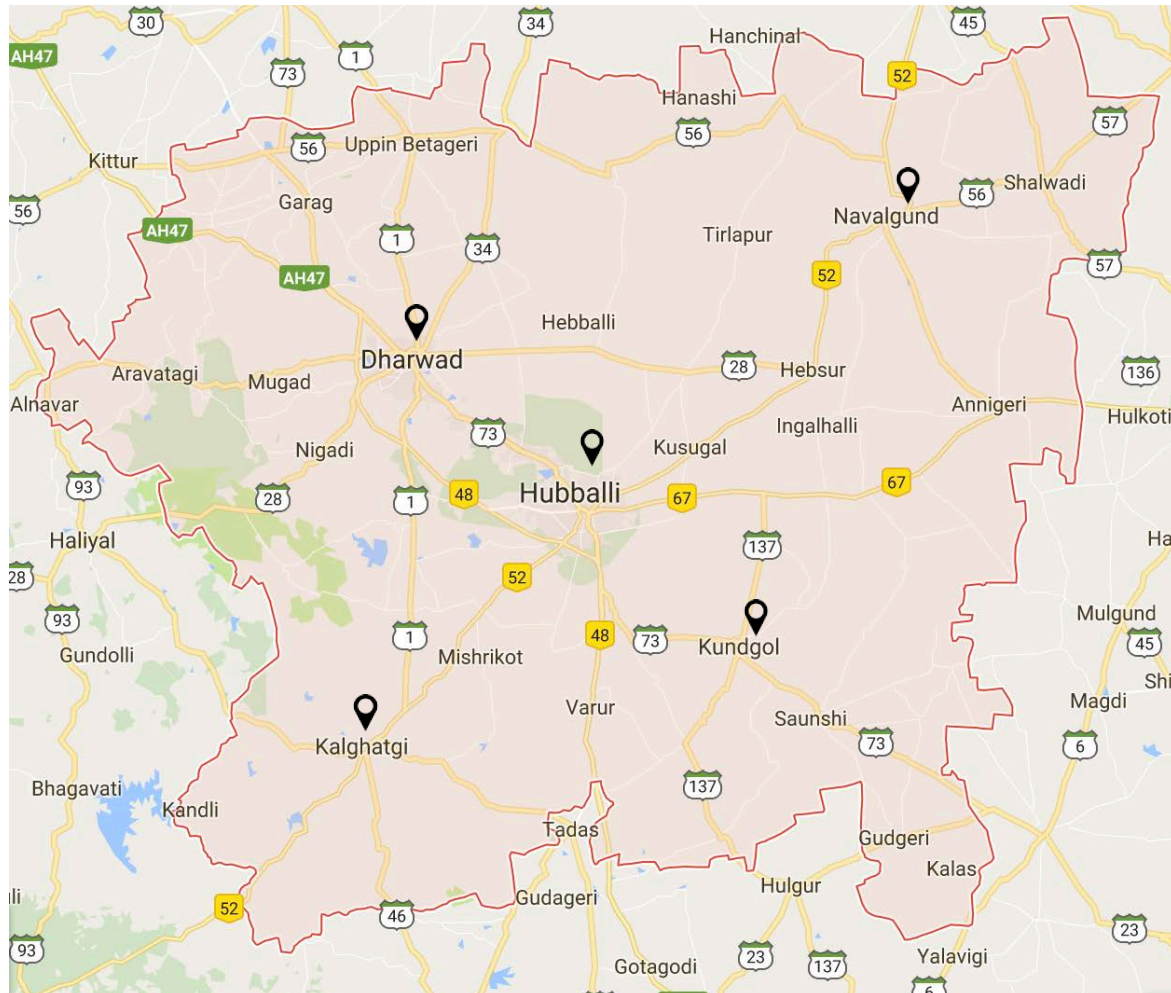 30
34
45
Hanchinal
AH47
1
73
52
Hanashi
57
56
56
Uppin Betageri
Kittur
56
Shalwadi
56
Garag
Navalgund
AH47
1
34
Tirlapur
57
AH47
52
Hebballi
Dharwad
28
Hebsur
136
Aravatagi
Mugad
Alnavar
Annigeri
Hulkoti
73
Ingalhalli
Kusugal
Nigadi
93
67
Hubballi
48
67
28
1
Haliyal
137
Ha
28
52
Mulgund
93
1
48
73
Kundgol
45
Gundolli
Mishrikot
Shi
Magdi
Varur
Saunshi
Kalghatgi
73
6
Bhagavati
137
Kandli
Tadas
Gudgeri
Kalas
Hulgur
li
Gudageri
52
46
23
93
23
137
Yalavigi
Gotagodi
6